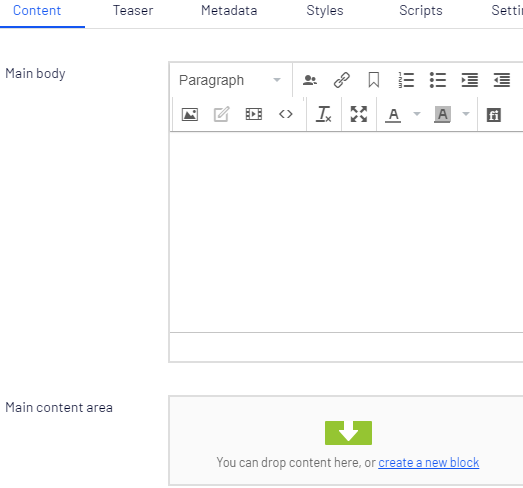 Content Teaser Metadata Styles Scripts
Main body
Paragraph
A A
Main content area
You can drop content here, or create a new block